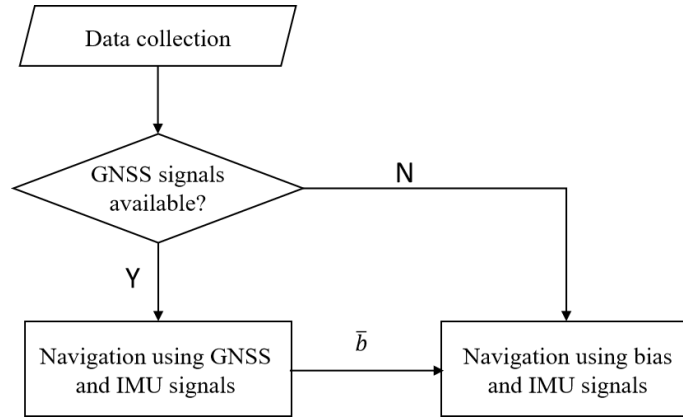 Data collection
GNSS signals
available?
N
Y
Navigation using GNSS
and IMU signals
b̄
Navigation using bias
and IMU signals